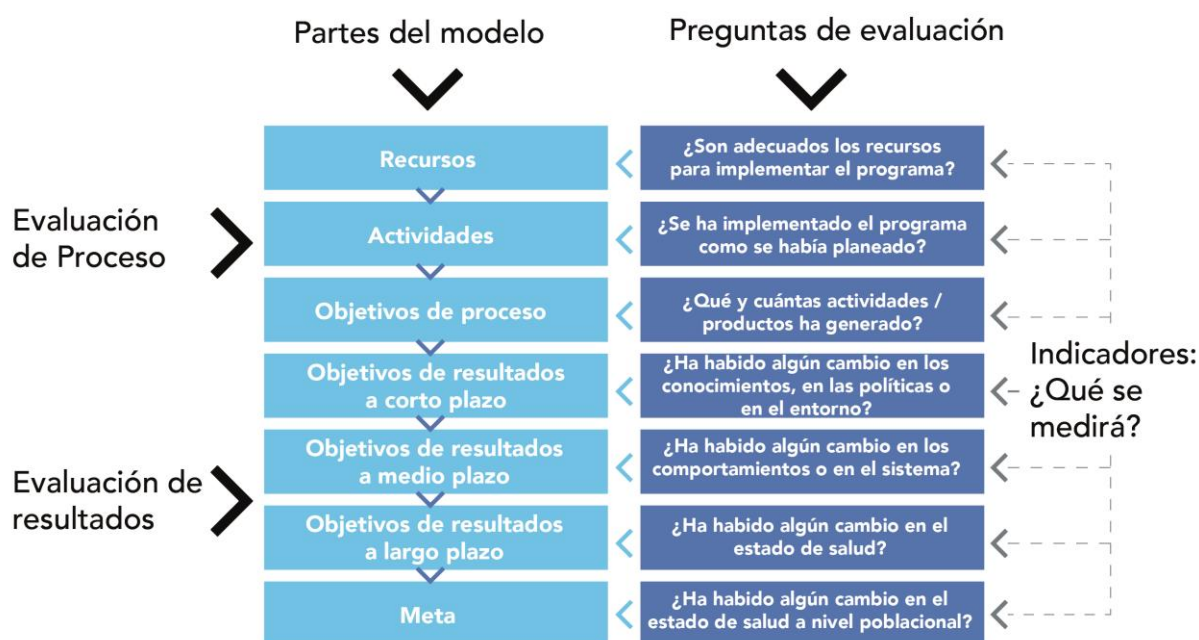 Partes del modelo
Preguntas de evaluación
Recursos
¿Son adecuados los recursos
para implementar el programa?
Evaluación
de Proceso
Actividades
¿Se ha implementado el programa
como se había planeado?
Objetivos de proceso
¿Qué y cuántas actividades /
productos ha generado?
Objetivos de resultados
a corto plazo
¿Ha habido algún cambio en los
conocimientos, en las políticas o
en el entorno?
Indicadores:
¿Qué se
medirá?
Evaluación de
resultados
Objetivos de resultados
a medio plazo
¿Ha habido algún cambio en los
comportamientos o en el sistema?
Objetivos de resultados
a largo plazo
¿Ha habido algún cambio en el
estado de salud?
Meta
¿Ha habido algún cambio en el
estado de salud a nivel poblacional?